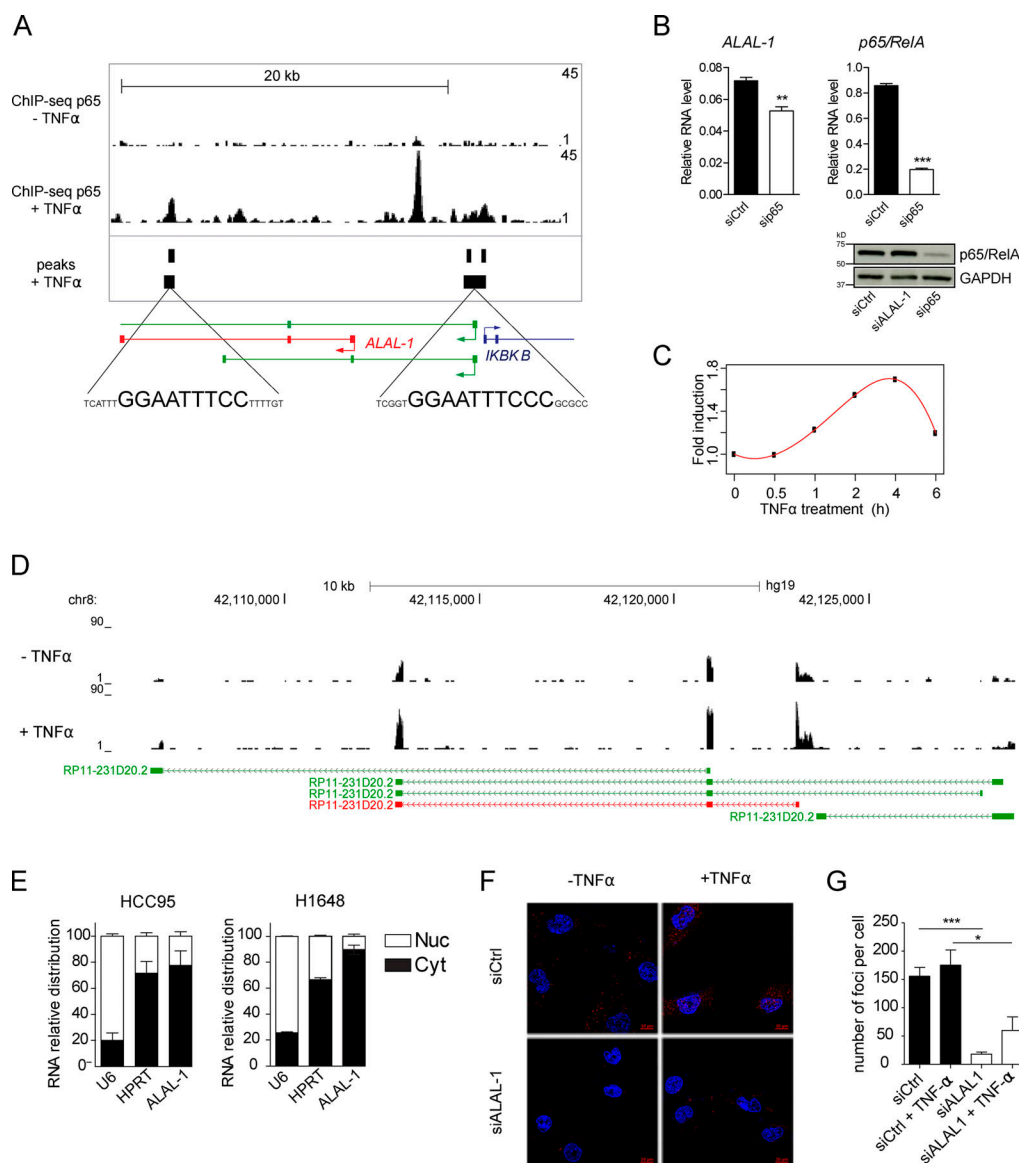 A
20 kb
45
ChIP-seq p65
- TNFα
1
45
ChIP-seq p65
+ TNFα
1
peaks
+ TNFα
ALAL-1
IKBKB
TCATTTGGAATTTCCTTTTGT
TCGGTGGAATTTCCCGCGCC
B
ALAL-1
p65/RelA
Relative RNA level
0.08
0.06
0.04
0.02
0.00
**
siCtrl
sip65
Relative RNA level
1.0
0.8
0.6
0.4
0.2
0.0
***
siCtrl
sip65
kD
75
50
37
p65/RelA
GAPDH
siCtrl
siALAL-1
sip65
C
Fold induction
1.0
1.4
1.8
0
0.5
1
2
4
6
TNFα treatment (h)
D
10 kb
hg19
chr8:
42,110,000
42,115,000
42,120,000
42,125,000
90
- TNFα
1
90
+ TNFα
1
RP11-231D20.2
RP11-231D20.2
RP11-231D20.2
RP11-231D20.2
RP11-231D20.2
E
HCC95
H1648
RNA relative distribution
100
80
60
40
20
0
U6
HPRT
ALAL-1
RNA relative distribution
100
80
60
40
20
0
U6
HPRT
ALAL-1
Nuc
Cyt
F
-TNFα
+TNFα
siCtrl
siALAL-1
G
number of foci per cell
250
200
150
100
50
0
***
*
siCtrl
siCtrl + TNF-α
siALAL1
siALAL1 + TNF-α